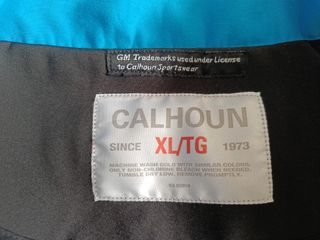 GM Trademarks used under License
to Calhoun Sportswear
CALHOUN
SINCE XL/TG 1973
MACHINE WASH COLD WITH SIMILAR COLORS,
ONLY NON-CHLORINE BLEACH WHEN NEEDED,
TUMBLE DRY LOW, REMOVE PROMPTLY.